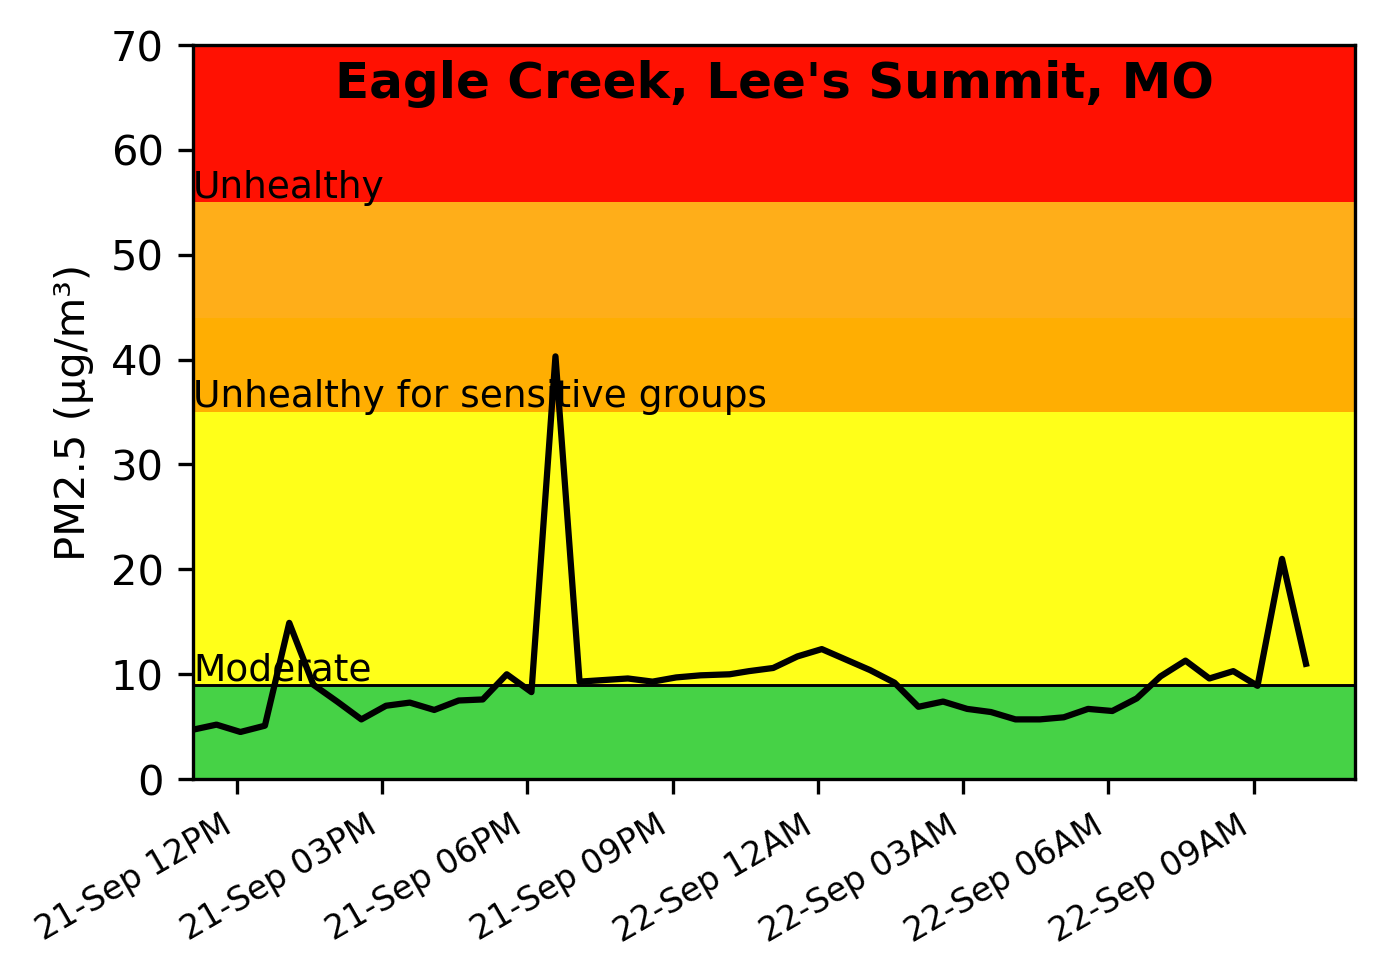 Eagle Creek, Lee's Summit, MO
70
60
50
40
30
20
10
0
PM2.5 (µg/m³)
Unhealthy
Unhealthy for sensitive groups
Moderate
21-Sep 12PM
21-Sep 03PM
21-Sep 06PM
21-Sep 09PM
22-Sep 12AM
22-Sep 03AM
22-Sep 06AM
22-Sep 09AM